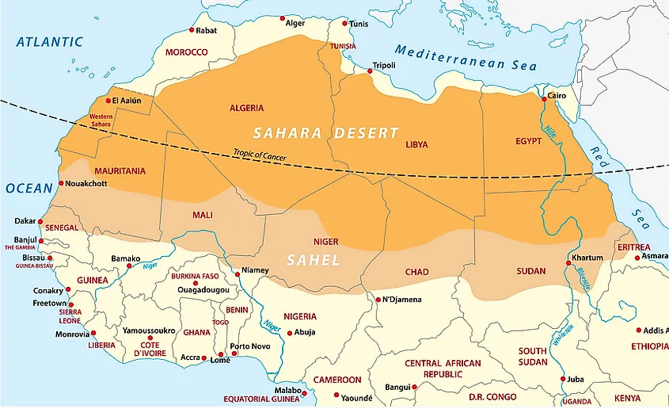 ATLANTIC
OCEAN
Mediterranean Sea
Red
Sea
Rabat
Alger
Tunis
Tripoli
Cairo
MOROCCO
TUNISIA
El Aaiún
Western
Sahara
ALGERIA
SAHARA DESERT
LIBYA
EGYPT
Nile
Tropic of Cancer
MAURITANIA
Nouakchott
MALI
NIGER
SAHEL
CHAD
SUDAN
Khartum
ERITREA
Asmara
Dakar
SENEGAL
Banjul
THE GAMBIA
Bissau
GUINEA BISSAU
Bamako
Niger
Niamey
BURKINA FASO
Ouagadougou
N'Djamena
Blue Nile
GUINEA
Conakry
Freetown
SIERRA
LEONE
Monrovia
LIBERIA
Yamoussoukro
COTE
D'IVOIRE
GHANA
TOGO
BENIN
Accra
Lomé
Porto Novo
Niger
NIGERIA
Abuja
White Nile
Addis A
ETHIOPIA
SOUTH
SUDAN
Juba
CENTRAL AFRICAN
REPUBLIC
Bangui
CAMEROON
Malabo
EQUATORIAL GUINEA
Yaoundé
D.R. CONGO
UGANDA
KENYA